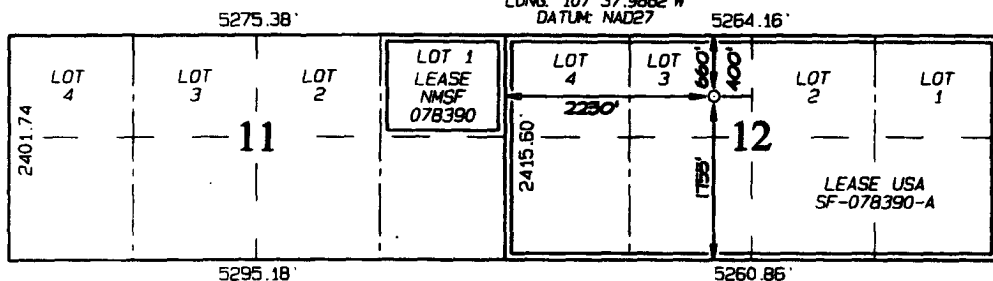 LONG: 107°37.9882'W
DATUM: NAD27
5275.38'
5264.16'
LOT 4
LOT 3
LOT 2
LOT 1
LEASE
NMSF
078390
LOT 4
LOT 3
660'
400'
LOT 2
LOT 1
2230'
2401.74
11
2415.60'
1755'
12
LEASE USA
SF-078390-A
5295.18'
5260.86'